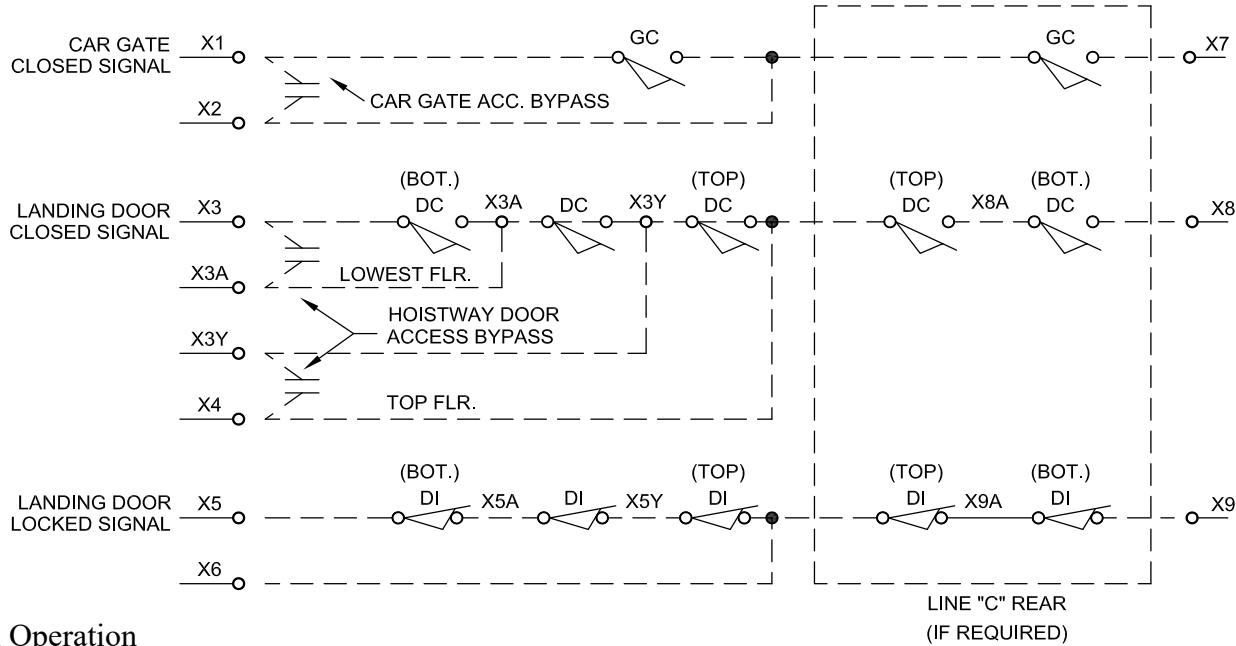 CAR GATE
CLOSED SIGNAL
X1
GC
GC
X7
CAR GATE ACC. BYPASS
X2
LANDING DOOR
CLOSED SIGNAL
X3
(BOT.)
DC
X3A
DC
X3Y
(TOP)
DC
(TOP)
DC
X8A
(BOT.)
DC
X8
X3A
LOWEST FLR.
HOISTWAY DOOR
ACCESS BYPASS
X3Y
X4
TOP FLR.
LANDING DOOR
LOCKED SIGNAL
X5
(BOT.)
DI
X5A
DI
X5Y
(TOP)
DI
(TOP)
DI
X9A
(BOT.)
DI
X9
X6
LINE "C" REAR
(IF REQUIRED)
Operation